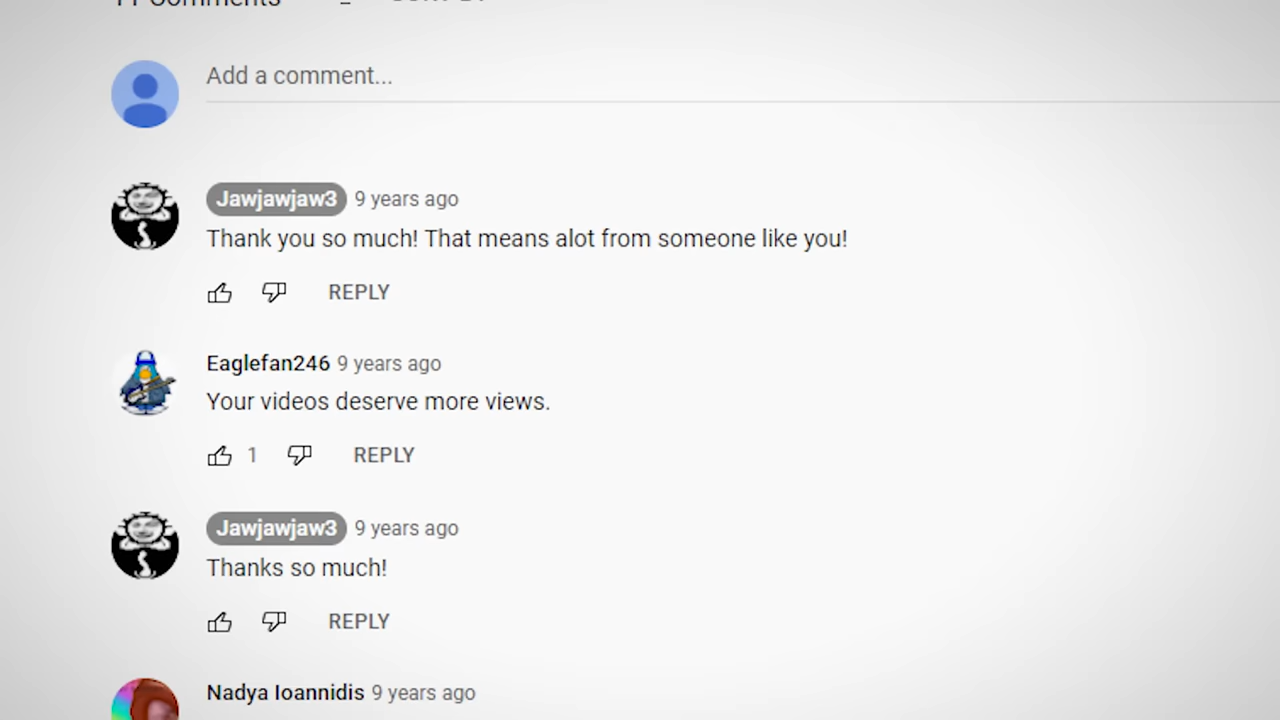 Comments
Add a comment...
Jawjawjaw3 9 years ago
Thank you so much! That means alot from someone like you!
REPLY
Eaglefan246 9 years ago
Your videos deserve more views.
1 REPLY
Jawjawjaw3 9 years ago
Thanks so much!
REPLY
Nadya Ioannidis 9 years ago